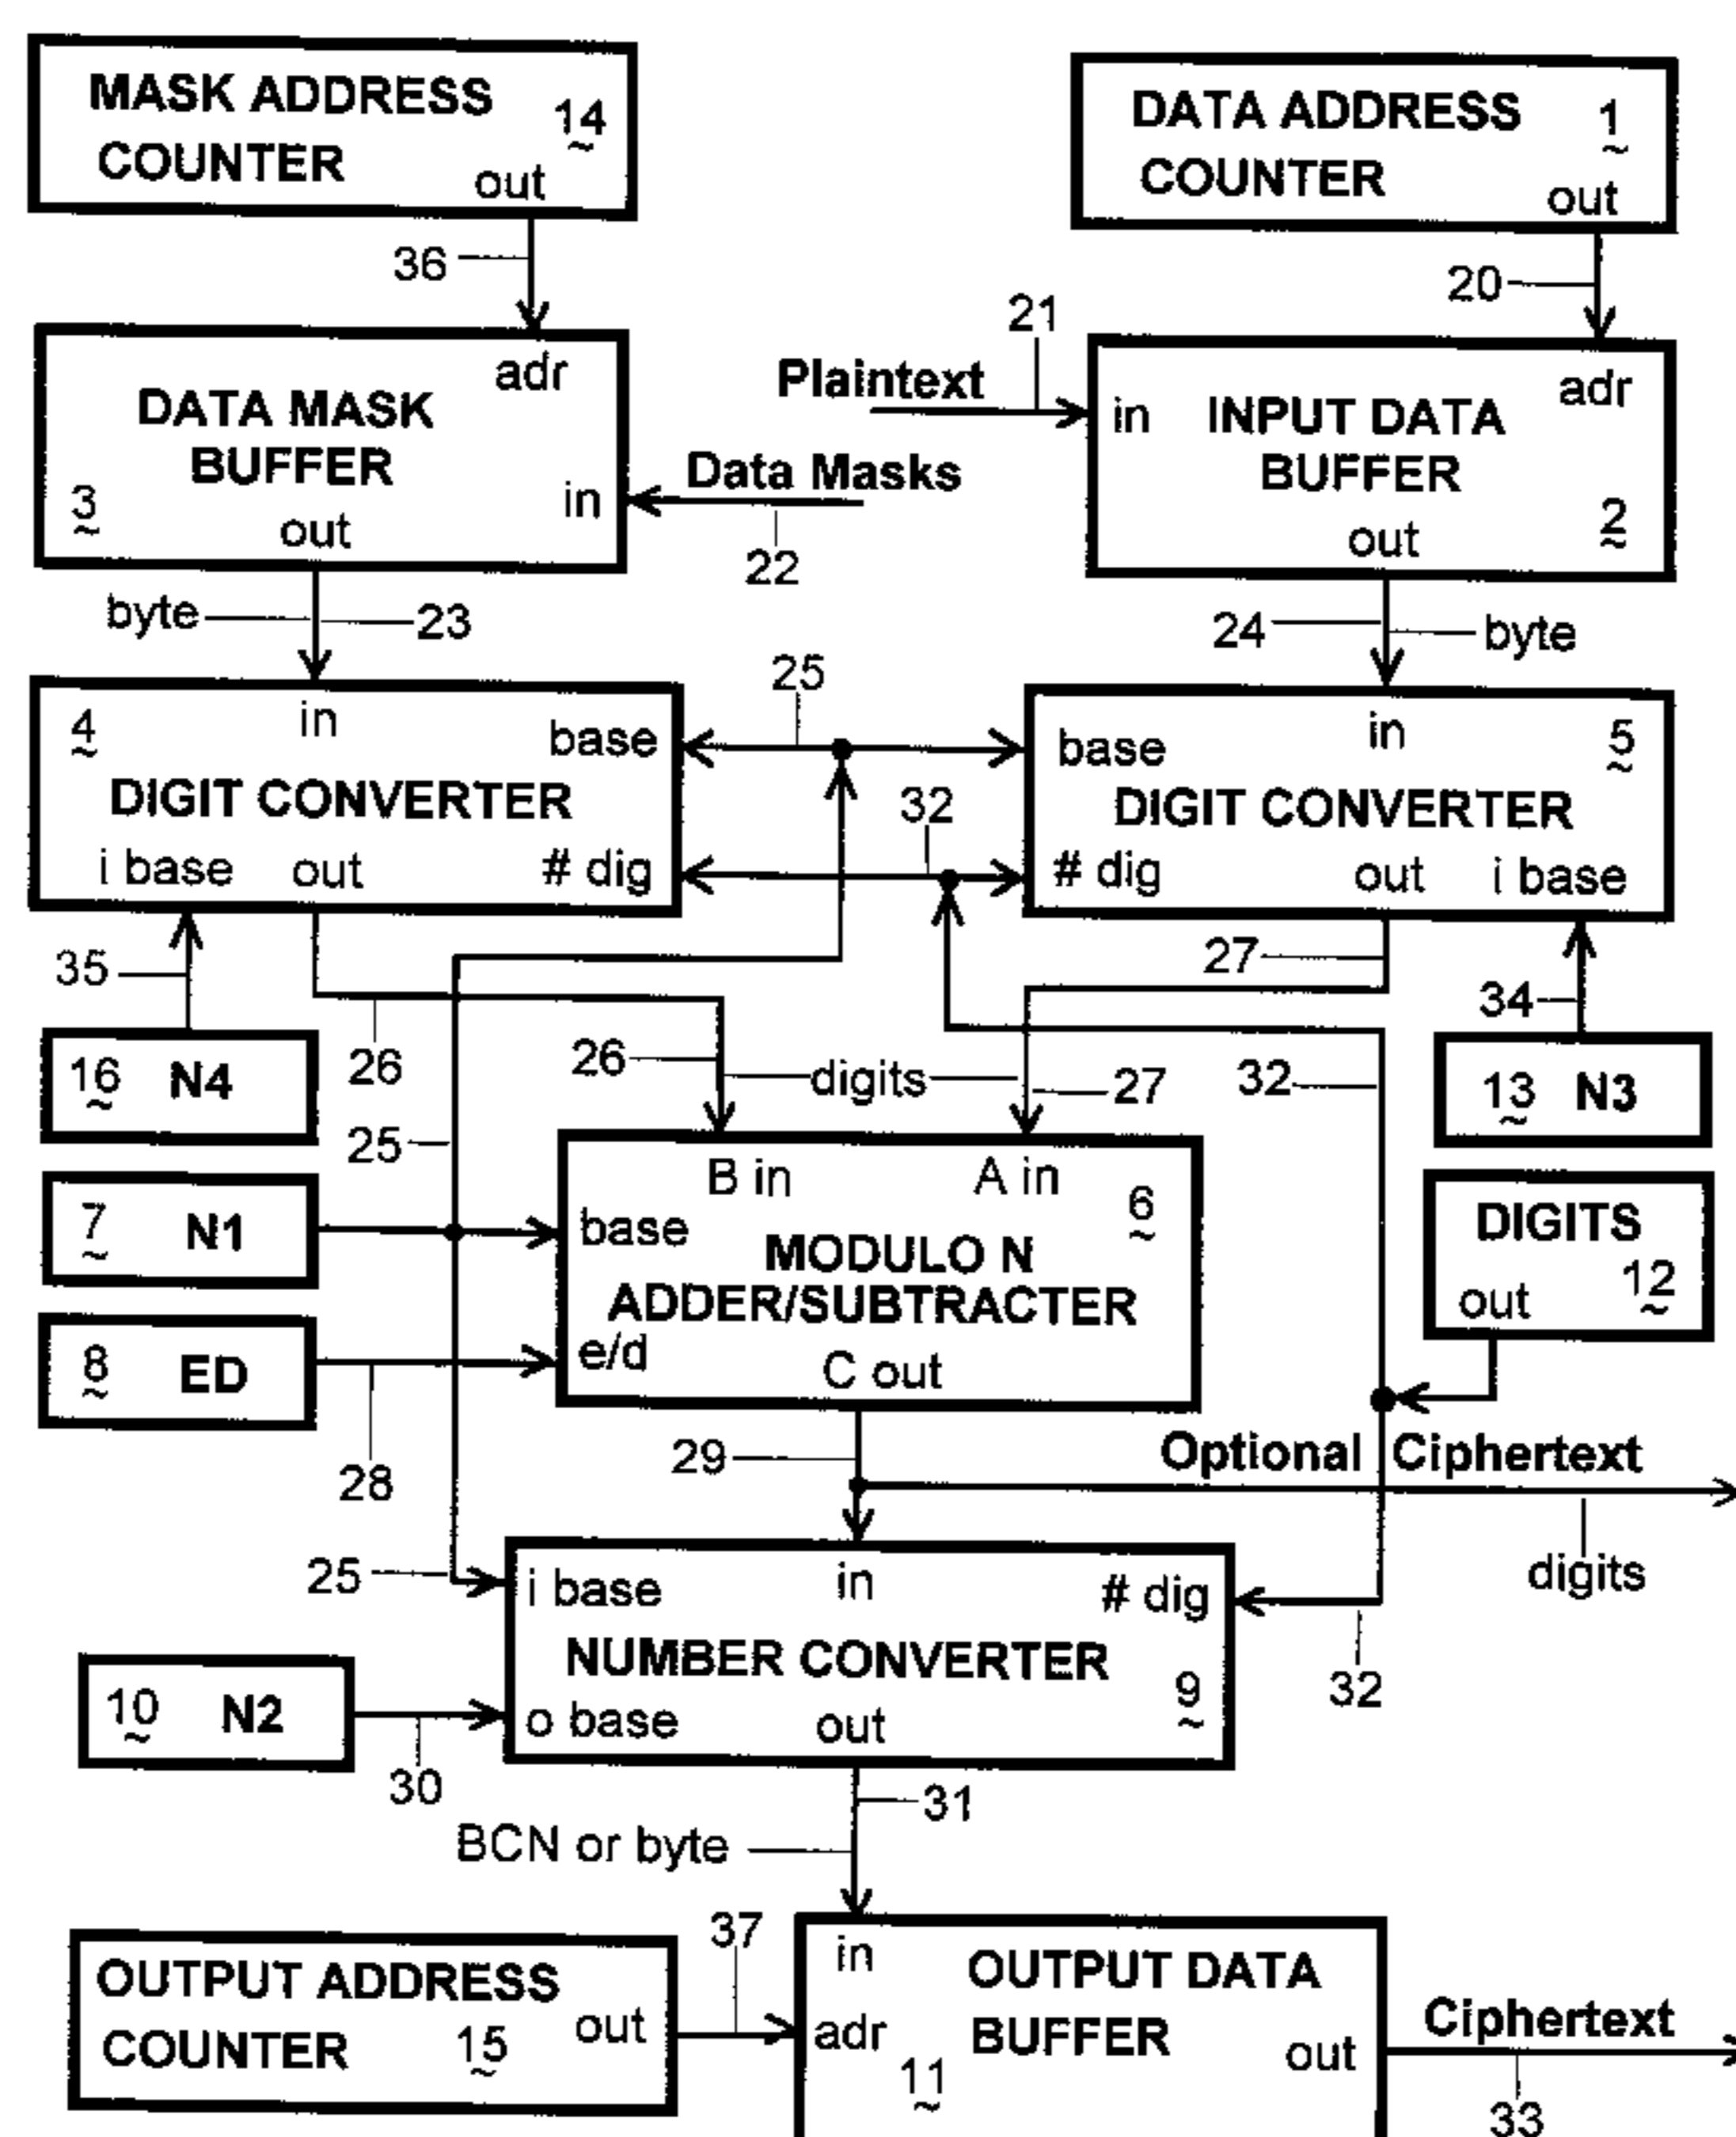 MASK ADDRESS
COUNTER
14
out
DATA ADDRESS
COUNTER
1
out
36
20
DATA MASK
BUFFER
adr
3
out
in
Plaintext
21
Data Masks
22
in
INPUT DATA
BUFFER
adr
2
out
byte
23
24
byte
4
in
base
DIGIT CONVERTER
i base
out
# dig
25
32
base
in
5
DIGIT CONVERTER
# dig
out
i base
35
26
26
digits
27
27
32
34
16 N4
13 N3
25
7 N1
8 ED
28
B in
A in
6
base
MODULO N
ADDER/SUBTRACTER
e/d
C out
DIGITS
out
12
29
Optional Ciphertext
digits
25
i base
in
# dig
NUMBER CONVERTER
o base
out
9
32
10 N2
30
31
BCN or byte
OUTPUT ADDRESS
COUNTER
15
out
37
in
OUTPUT DATA
BUFFER
adr
11
out
Ciphertext
33